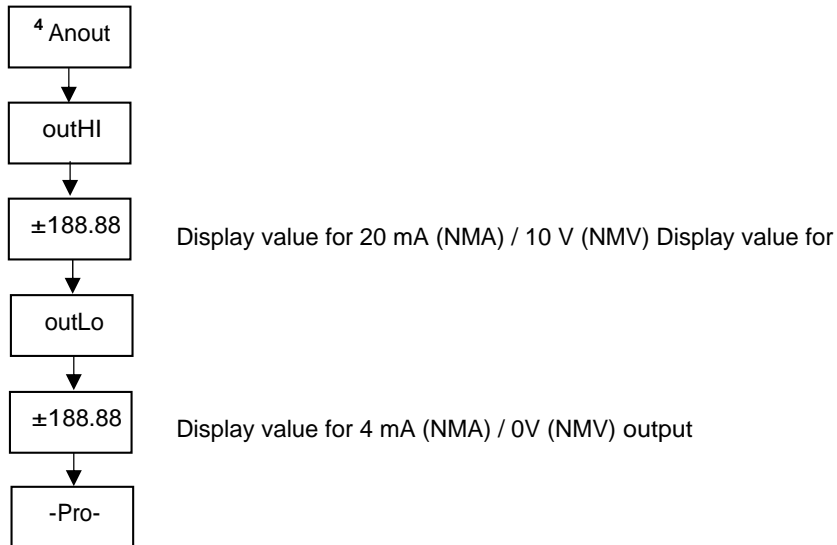 ⁴ Anout
outHI
±188.88 Display value for 20 mA (NMA) / 10 V (NMV) Display value for
outLo
±188.88 Display value for 4 mA (NMA) / 0V (NMV) output
-Pro-